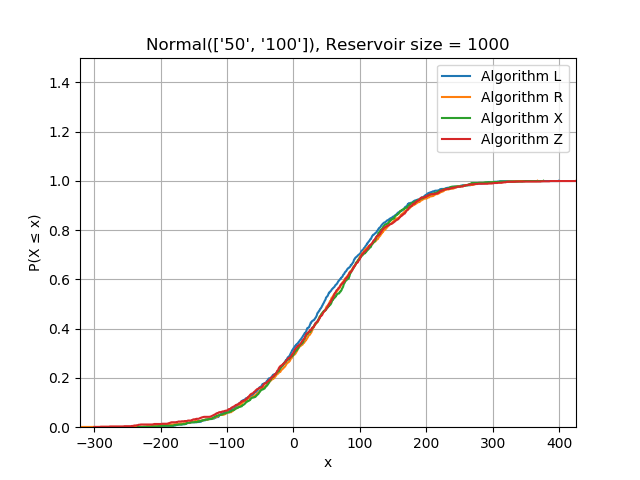 Normal(['50', '100']), Reservoir size = 1000
P(X ≤ x)
1.4
1.2
1.0
0.8
0.6
0.4
0.2
0.0
Algorithm L
Algorithm R
Algorithm X
Algorithm Z
−300 −200 −100 0 100 200 300 400
x